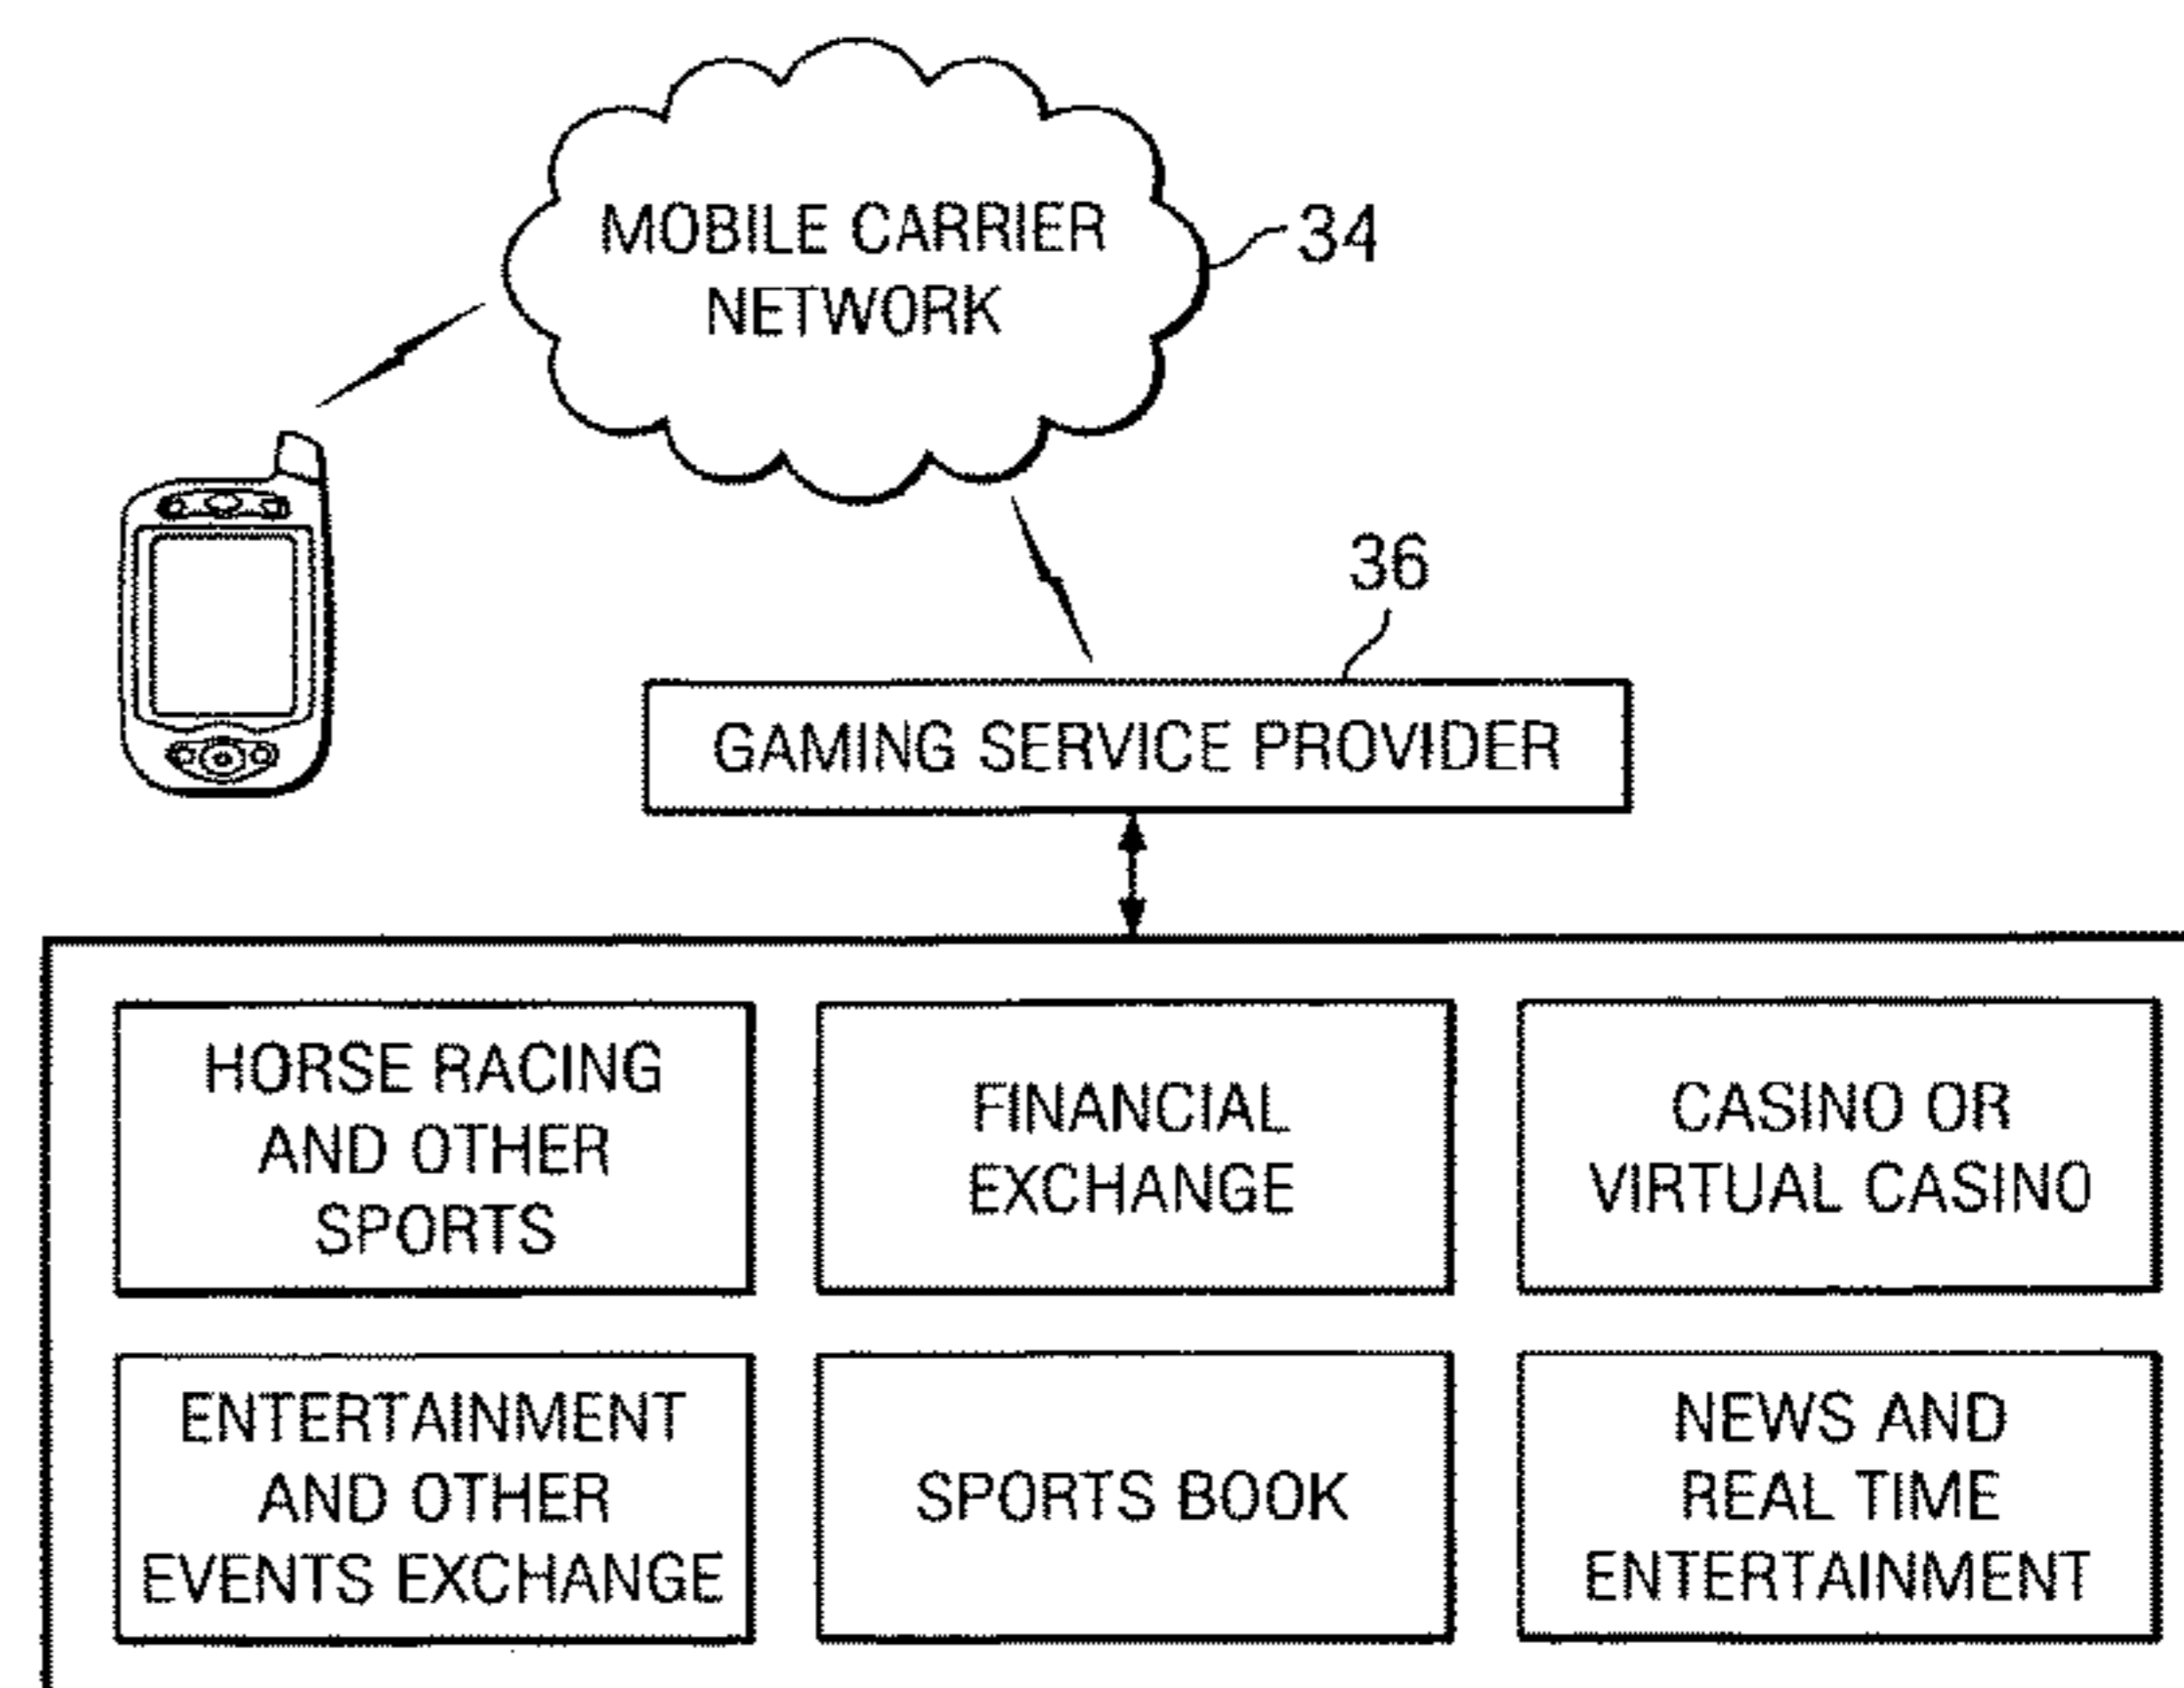 MOBILE CARRIER
NETWORK
34
36
GAMING SERVICE PROVIDER
HORSE RACING
AND OTHER
SPORTS
FINANCIAL
EXCHANGE
CASINO OR
VIRTUAL CASINO
ENTERTAINMENT
AND OTHER
EVENTS EXCHANGE
SPORTS BOOK
NEWS AND
REAL TIME
ENTERTAINMENT